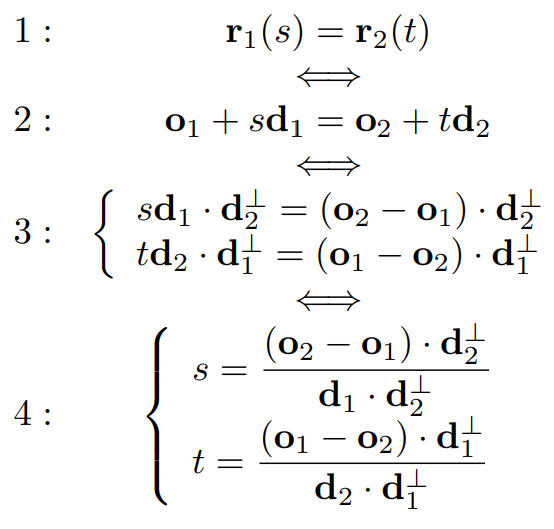 1 : r₁(s) = r₂(t)
⟺
2 : o₁ + sd₁ = o₂ + td₂
⟺
3 : { sd₁ · d₂^⊥ = (o₂ − o₁) · d₂^⊥
td₂ · d₁^⊥ = (o₁ − o₂) · d₁^⊥
⟺
4 : { s = ((o₂ − o₁) · d₂^⊥) / (d₁ · d₂^⊥)
t = ((o₁ − o₂) · d₁^⊥) / (d₂ · d₁^⊥)